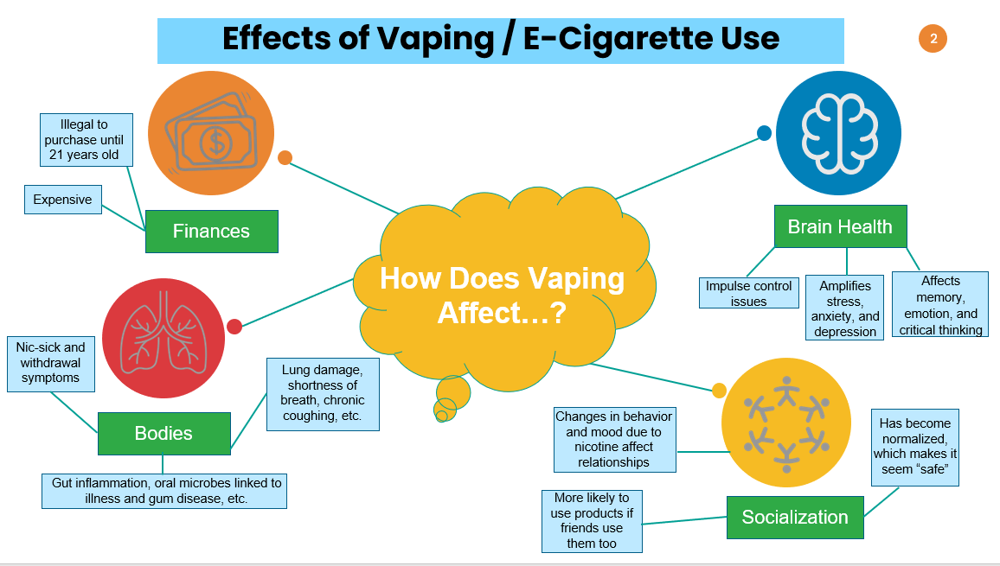 Effects of Vaping / E-Cigarette Use
2
Illegal to
purchase until
21 years old
Expensive
$
Finances
Brain Health
Impulse control
issues
Amplifies
stress,
anxiety, and
depression
Affects
memory,
emotion, and
critical thinking
How Does Vaping
Affect...?
Nic-sick and
withdrawal
symptoms
Lung damage,
shortness of
breath, chronic
coughing, etc.
Bodies
Gut inflammation, oral microbes linked to
illness and gum disease, etc.
Changes in behavior
and mood due to
nicotine affect
relationships
Has become
normalized,
which makes it
seem “safe”
More likely to
use products if
friends use
them too
Socialization